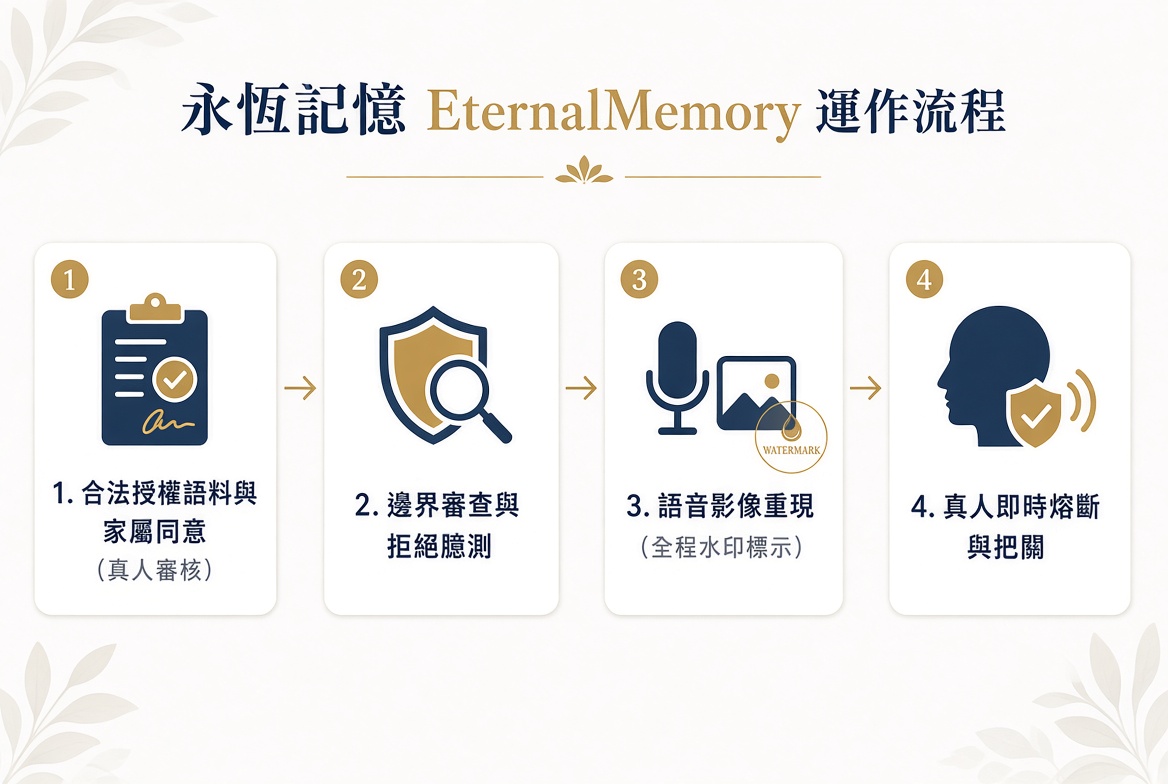 永恆記憶 EternalMemory 運作流程
1
1. 合法授權語料與
家屬同意
（真人審核）
2
2. 邊界審查與
拒絕臆測
3
WATERMARK
3. 語音影像重現
（全程水印標示）
4
4. 真人即時熔斷
與把關